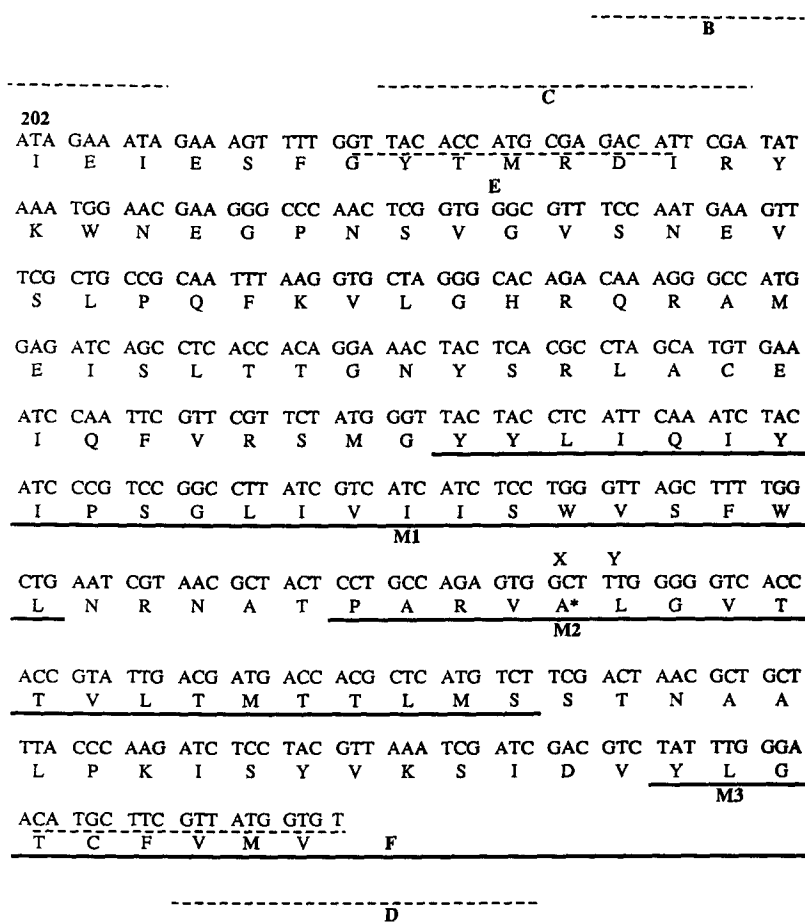 B
C
202
ATA GAA ATA GAA AGT TTT GGT TAC ACC ATG CGA GAC ATT CGA TAT
I E I E S F G Y T M R D I R Y
E
AAA TGG AAC GAA GGG CCC AAC TCG GTG GGC GTT TCC AAT GAA GTT
K W N E G P N S V G V S N E V
TCG CTG CCG CAA TTT AAG GTG CTA GGG CAC AGA CAA AGG GCC ATG
S L P Q F K V L G H R Q R A M
GAG ATC AGC CTC ACC ACA GGA AAC TAC TCA CGC CTA GCA TGT GAA
E I S L T T G N Y S R L A C E
ATC CAA TTC GTT CGT TCT ATG GGT TAC TAC CTC ATT CAA ATC TAC
I Q F V R S M G Y Y L I Q I Y
ATC CCG TCC GGC CTT ATC GTC ATC ATC TCC TGG GTT AGC TTT TGG
I P S G L I V I I S W V S F W
M1
X Y
CTG AAT CGT AAC GCT ACT CCT GCC AGA GTG GCT TTG GGG GTC ACC
L N R N A T P A R V A* L G V T
M2
ACC GTA TTG ACG ATG ACC ACG CTC ATG TCT TCG ACT AAC GCT GCT
T V L T M T T L M S S T N A A
TTA CCC AAG ATC TCC TAC GTT AAA TCG ATC GAC GTC TAT TTG GGA
L P K I S Y V K S I D V Y L G
M3
ACA TGC TTC GTT ATG GTG T
T C F V M V F
D